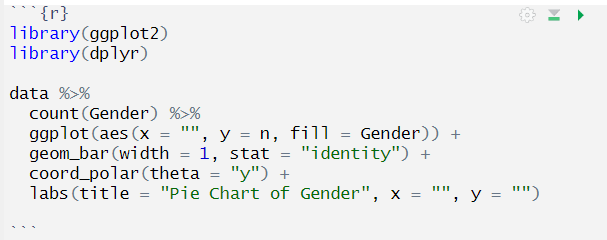 ```{r}
library(ggplot2)
library(dplyr)

data %>%
  count(Gender) %>%
  ggplot(aes(x = "", y = n, fill = Gender)) +
  geom_bar(width = 1, stat = "identity") +
  coord_polar(theta = "y") +
  labs(title = "Pie Chart of Gender", x = "", y = "")

```